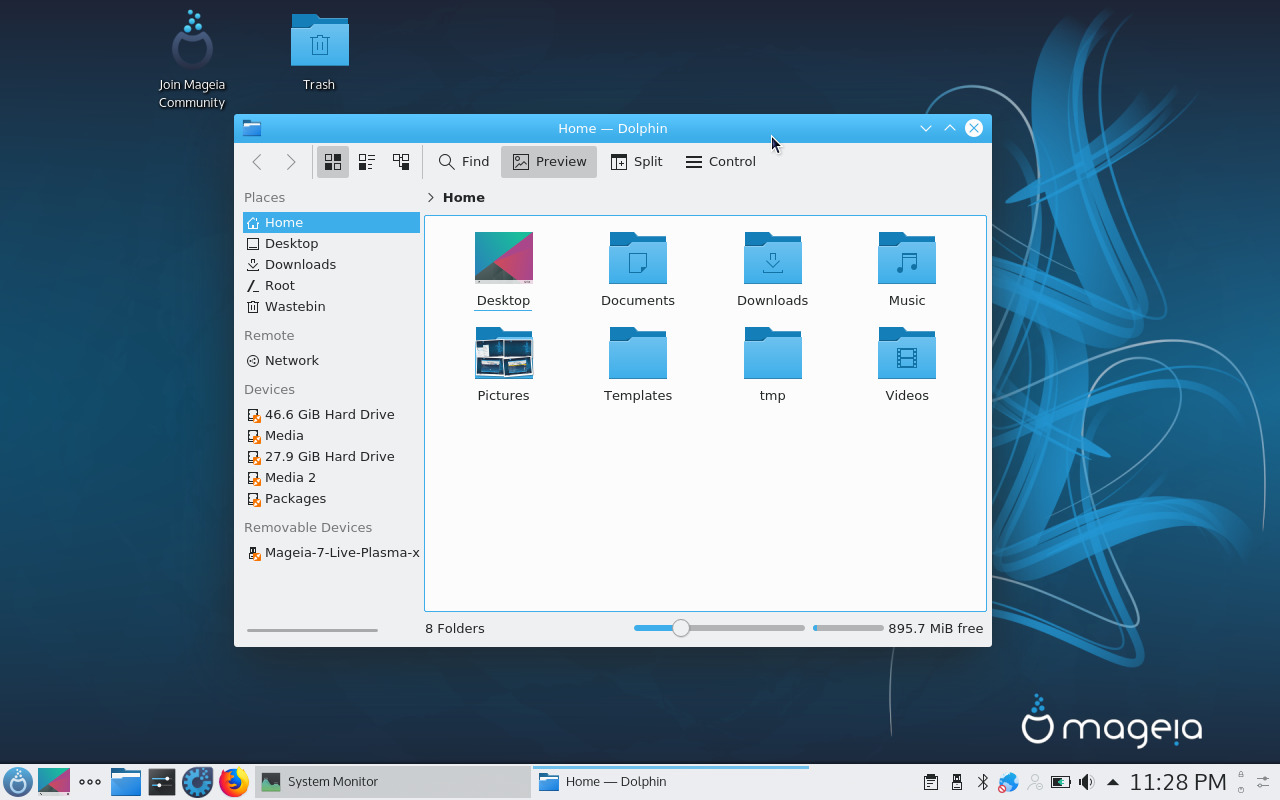 Join Mageia
Community
Trash
Home — Dolphin
Find
Preview
Split
Control
Places
Home
Home
Desktop
Downloads
Root
Wastebin
Remote
Network
Devices
46.6 GiB Hard Drive
Media
27.9 GiB Hard Drive
Media 2
Packages
Removable Devices
Mageia-7-Live-Plasma-x
Desktop
Documents
Downloads
Music
Pictures
Templates
tmp
Videos
8 Folders
895.7 MiB free
mageia
System Monitor
Home — Dolphin
11:28 PM